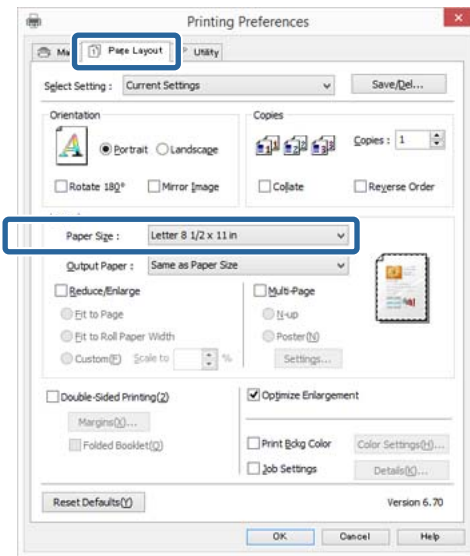 Printing Preferences
Page Layout Utility
Select Setting : Current Settings Save/Del...
Orientation Copies
Portrait Landscape Copies : 1
Rotate 180° Mirror Image Collate Reverse Order
Paper Size : Letter 8 1/2 x 11 in
Output Paper : Same as Paper Size
Reduce/Enlarge Multi-Page
Fit to Page N-up
Fit to Roll Paper Width Poster(N)
Custom(F) Scale to % Settings...
Double-Sided Printing(2) Optimize Enlargement
Margins(X)...
Folded Booklet(Q) Print Bckg Color Color Settings(H)...
Job Settings Details(K)...
Reset Defaults(Y) Version 6.70
OK Cancel Help